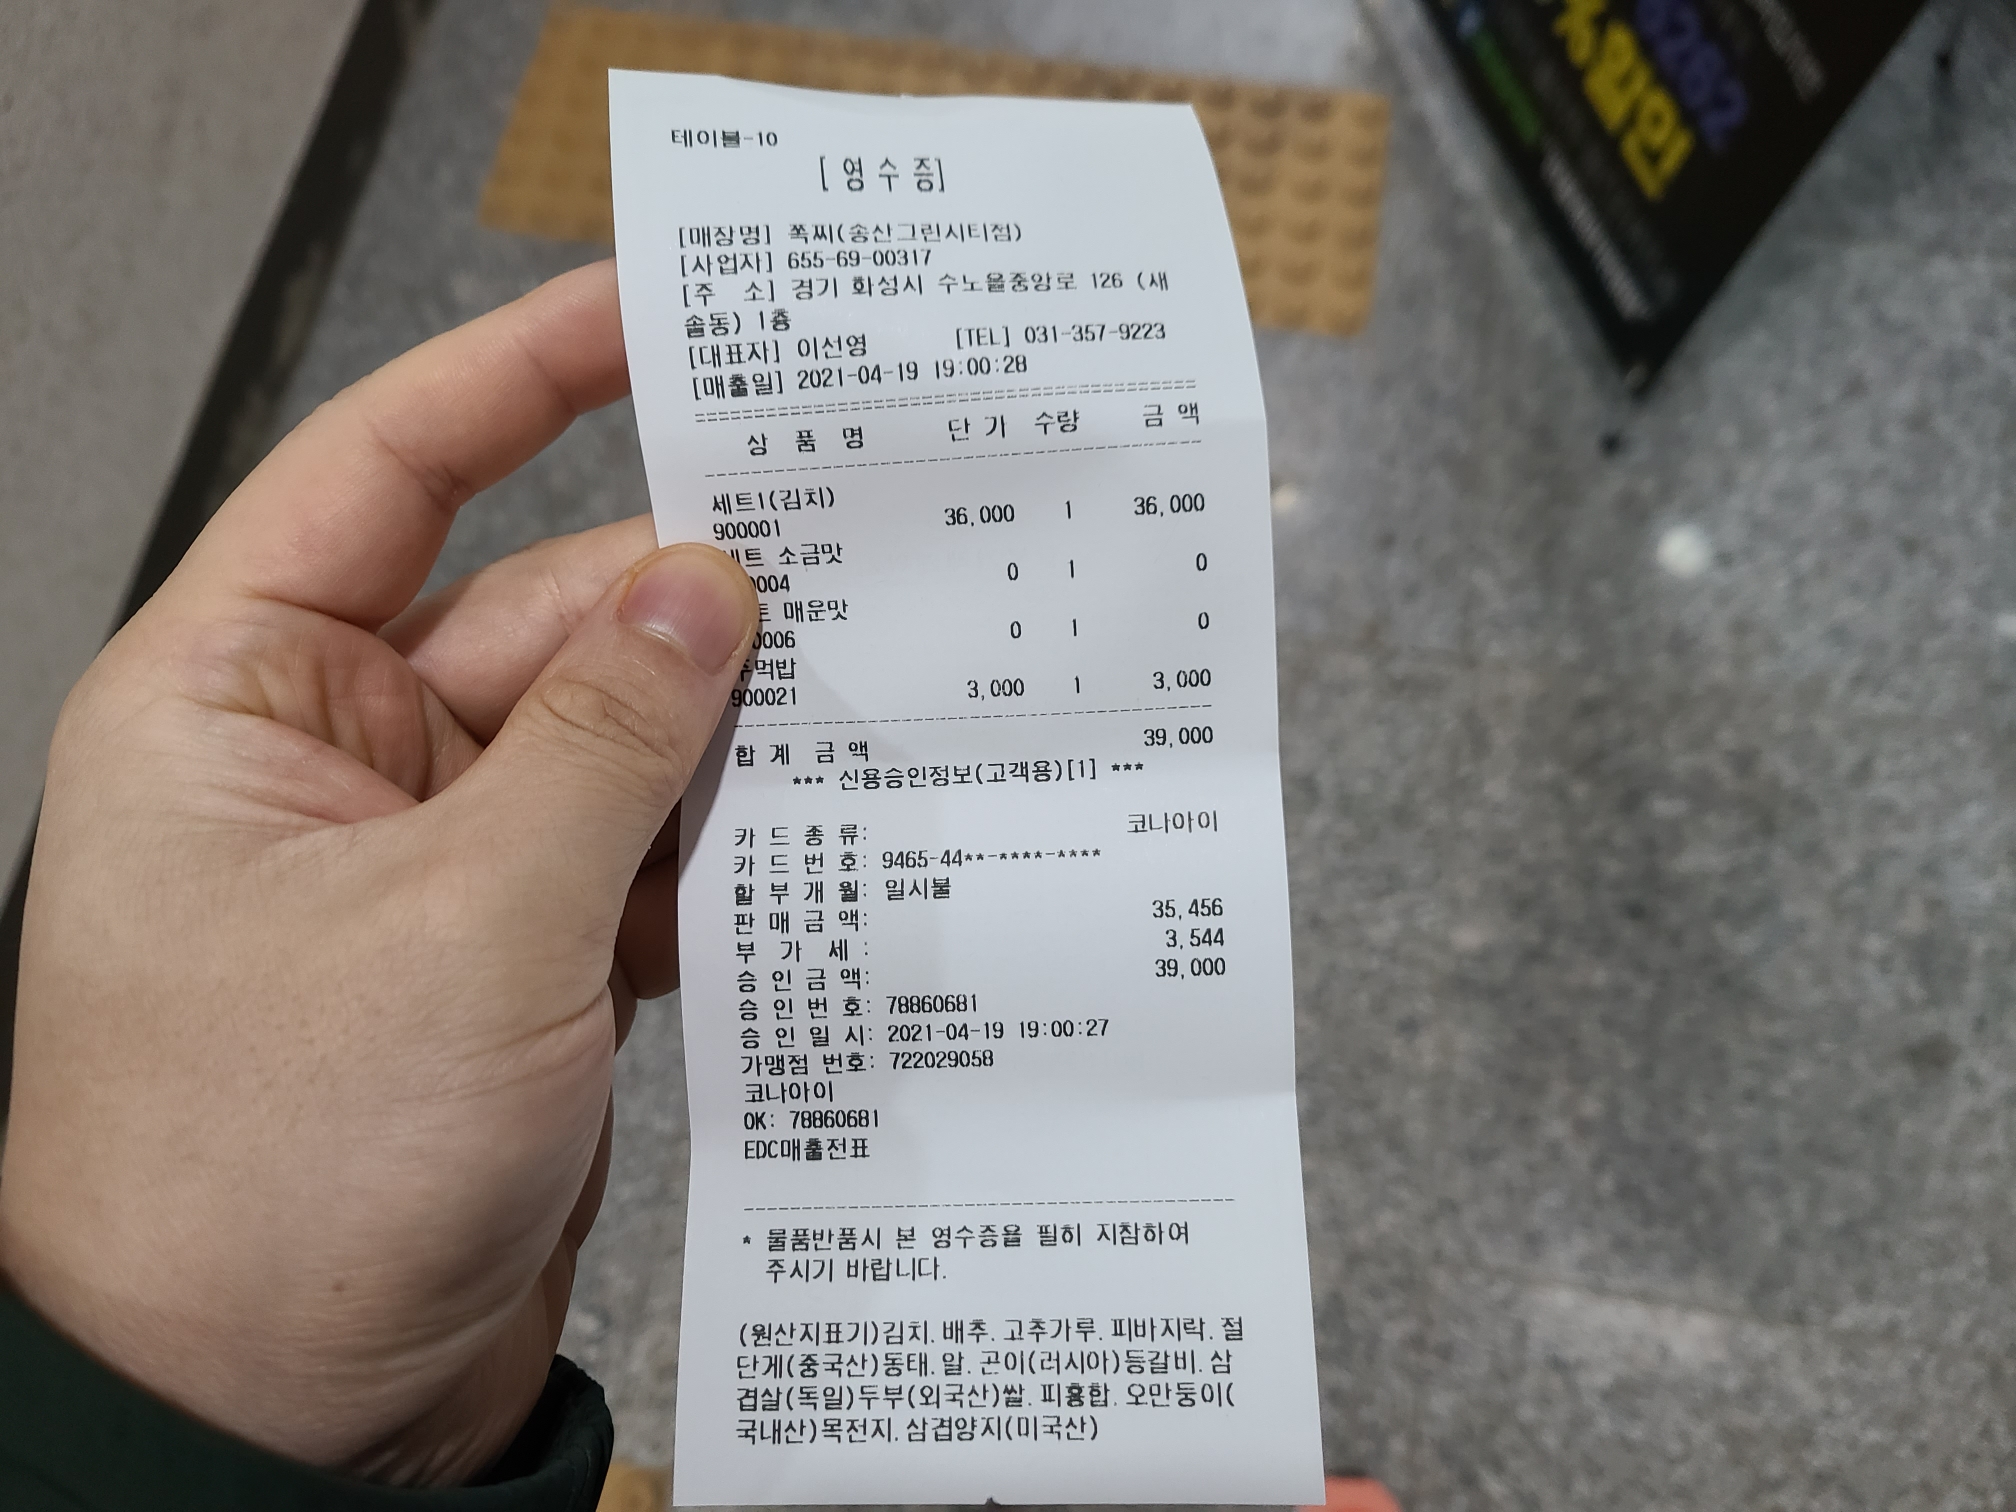 테이블-10
[ 영 수 증]
[매장명] 쪽찌(송산그린시티점)
[사업자] 655-69-00317
[주 소] 경기 화성시 수노을중앙로 126 (새
솔동) 1층
[대표자] 이선영 [TEL] 031-357-9223
[매출일] 2021-04-19 19:00:28
상 품 명 단 가 수량 금 액
세트1(김치)
900001 36,000 1 36,000
소금맛
0 1 0
매운맛
0 1 0
주먹밥
900021 3,000 1 3,000
합 계 금 액 39,000
*** 신용승인정보(고객용)[1] ***
카 드 종 류: 코나아이
카 드 번 호: 9465-44**-****-****
할 부 개 월: 일시불
판 매 금 액: 35,456
부 가 세 : 3,544
승 인 금 액: 39,000
승 인 번 호: 78860681
승 인 일 시: 2021-04-19 19:00:27
가맹점 번호: 722029058
코나아이
OK: 78860681
EDC매출전표
* 물품반품시 본 영수증을 필히 지참하여
주시기 바랍니다.
(원산지표기)김치. 배추. 고추가루. 피바지락. 절
단게(중국산)동태. 알. 곤이(러시아)등갈비. 삼
겹살(독일)두부(외국산)쌀. 피홍합. 오만둥이(
국내산)목전지. 삼겹양지(미국산)
할인